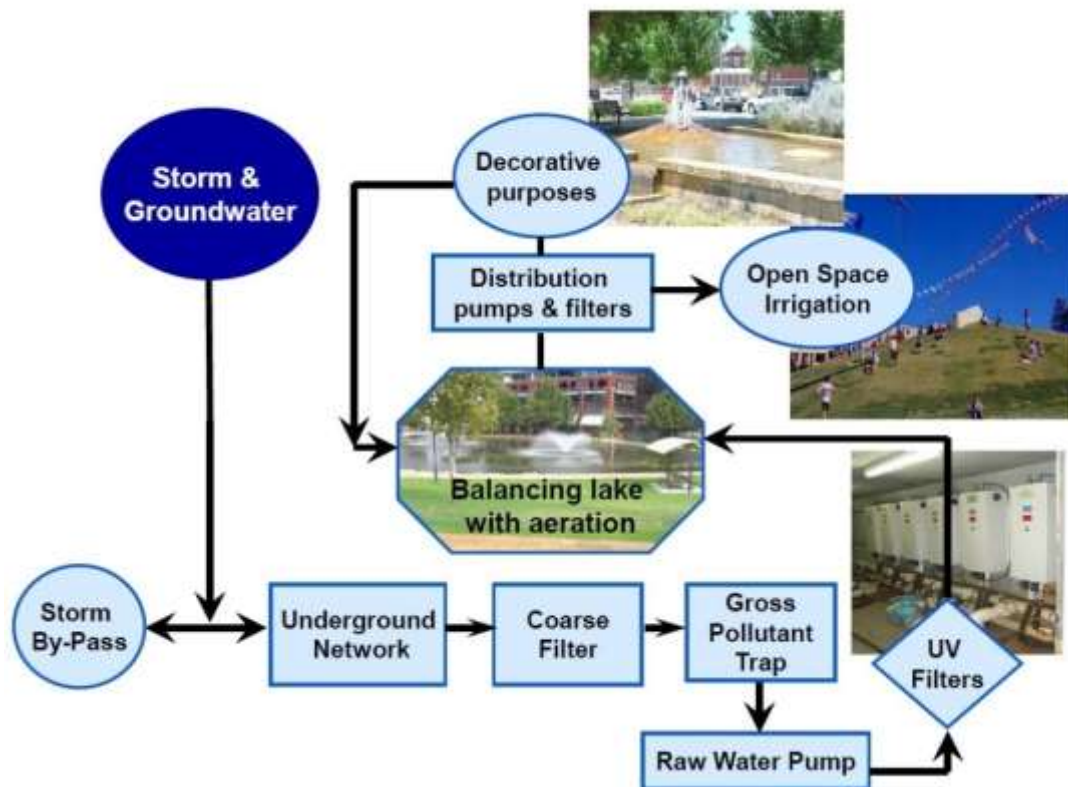 Storm &
Groundwater
Decorative
purposes
Distribution
pumps & filters
Open Space
Irrigation
Balancing lake
with aeration
Storm
By-Pass
Underground
Network
Coarse
Filter
Gross
Pollutant
Trap
UV
Filters
Raw Water Pump